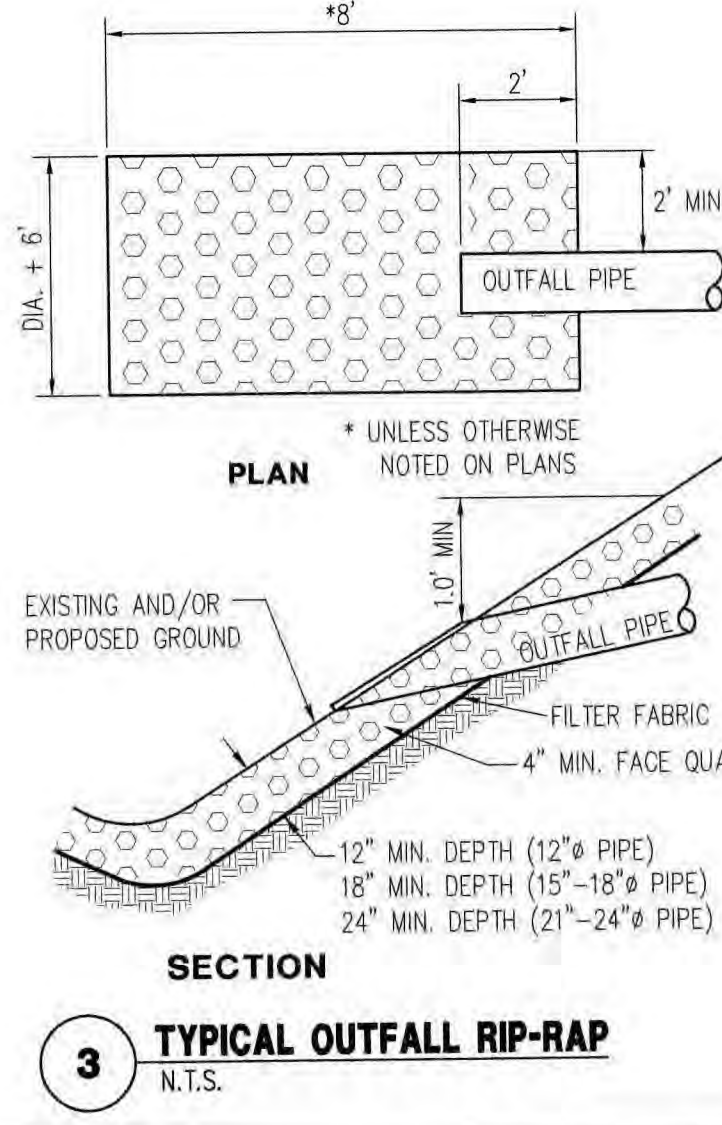 *8'
2'
DIA. + 6'
2' MIN
OUTFALL PIPE
* UNLESS OTHERWISE
NOTED ON PLANS
PLAN
1.0' MIN
EXISTING AND/OR
PROPOSED GROUND
OUTFALL PIPE
FILTER FABRIC
4" MIN. FACE QUA
12" MIN. DEPTH (12"ø PIPE)
18" MIN. DEPTH (15"-18"ø PIPE)
24" MIN. DEPTH (21"-24"ø PIPE)
SECTION
3
TYPICAL OUTFALL RIP-RAP
N.T.S.